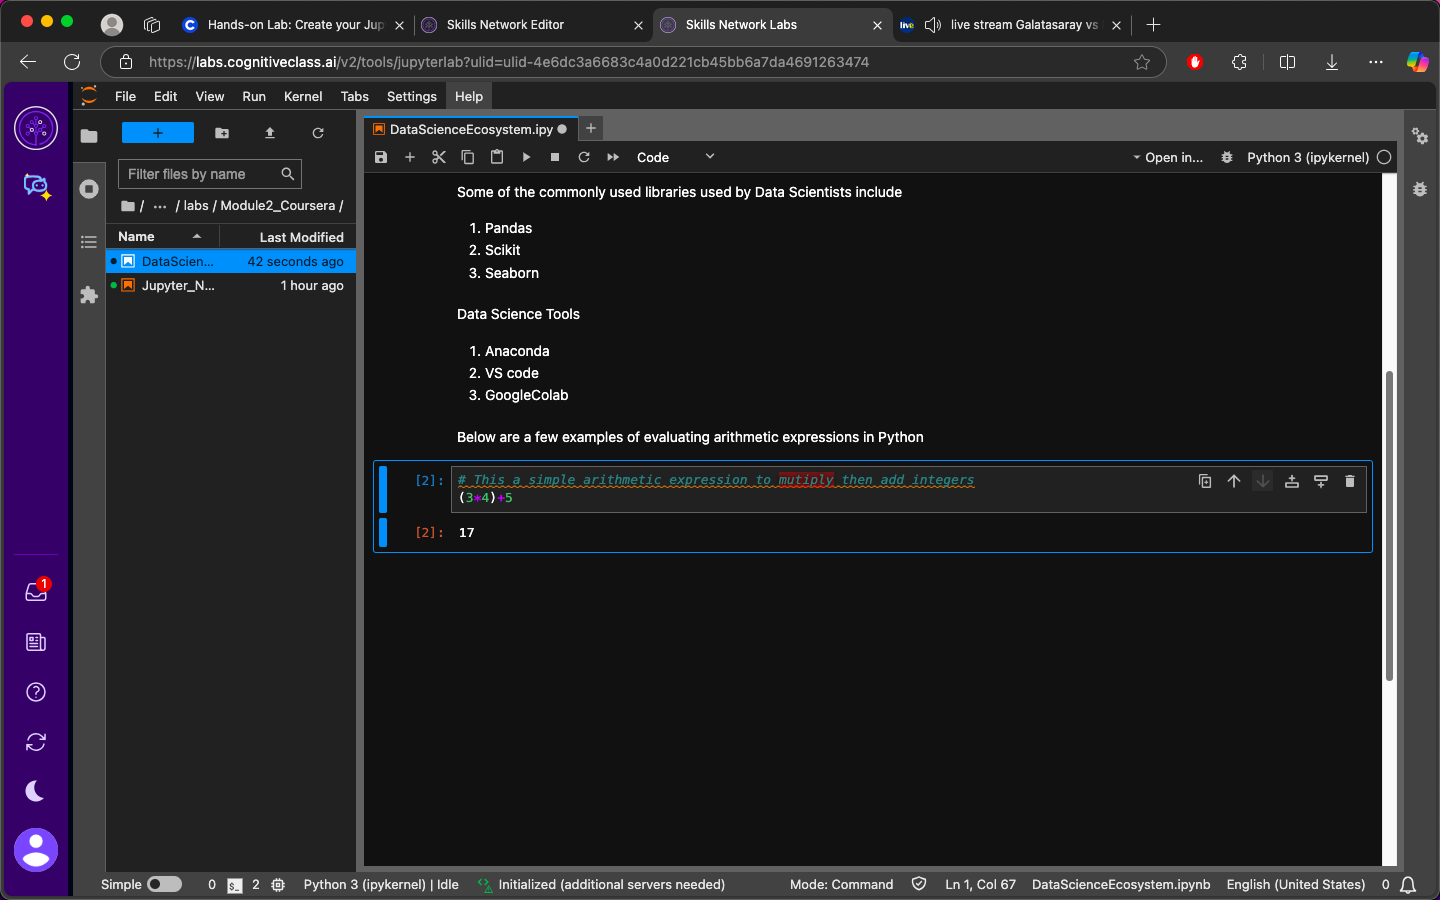 Hands-on Lab: Create your Jup
Skills Network Editor
Skills Network Labs
live
live stream Galatasaray vs
https://labs.cognitiveclass.ai/v2/tools/jupyterlab?ulid=ulid-4e6dc3a6683c4a0d221cb45bb6a7da4691263474
File Edit View Run Kernel Tabs Settings Help
DataScienceEcosystem.ipy
Code
Open in...
Python 3 (ipykernel)
Filter files by name
/ ... / labs / Module2_Coursera /
Name Last Modified
DataScien... 42 seconds ago
Jupyter_N... 1 hour ago
Some of the commonly used libraries used by Data Scientists include
1. Pandas
2. Scikit
3. Seaborn
Data Science Tools
1. Anaconda
2. VS code
3. GoogleColab
Below are a few examples of evaluating arithmetic expressions in Python
[2]: # This a simple arithmetic expression to mutiply then add integers
(3*4)+5
[2]: 17
1
Simple 0 $_ 2 Python 3 (ipykernel) | Idle Initialized (additional servers needed) Mode: Command Ln 1, Col 67 DataScienceEcosystem.ipynb English (United States) 0